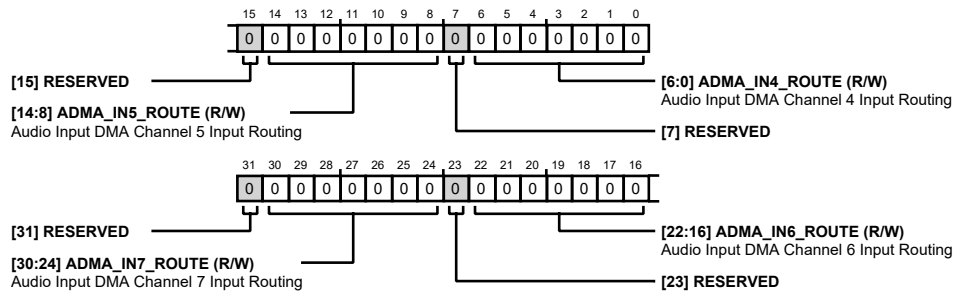 15 14 13 12 11 10 9 8 7 6 5 4 3 2 1 0
0 0 0 0 0 0 0 0 0 0 0 0 0 0 0 0
[15] RESERVED
[6:0] ADMA_IN4_ROUTE (R/W)
Audio Input DMA Channel 4 Input Routing
[14:8] ADMA_IN5_ROUTE (R/W)
Audio Input DMA Channel 5 Input Routing
[7] RESERVED
31 30 29 28 27 26 25 24 23 22 21 20 19 18 17 16
0 0 0 0 0 0 0 0 0 0 0 0 0 0 0 0
[31] RESERVED
[22:16] ADMA_IN6_ROUTE (R/W)
Audio Input DMA Channel 6 Input Routing
[30:24] ADMA_IN7_ROUTE (R/W)
Audio Input DMA Channel 7 Input Routing
[23] RESERVED